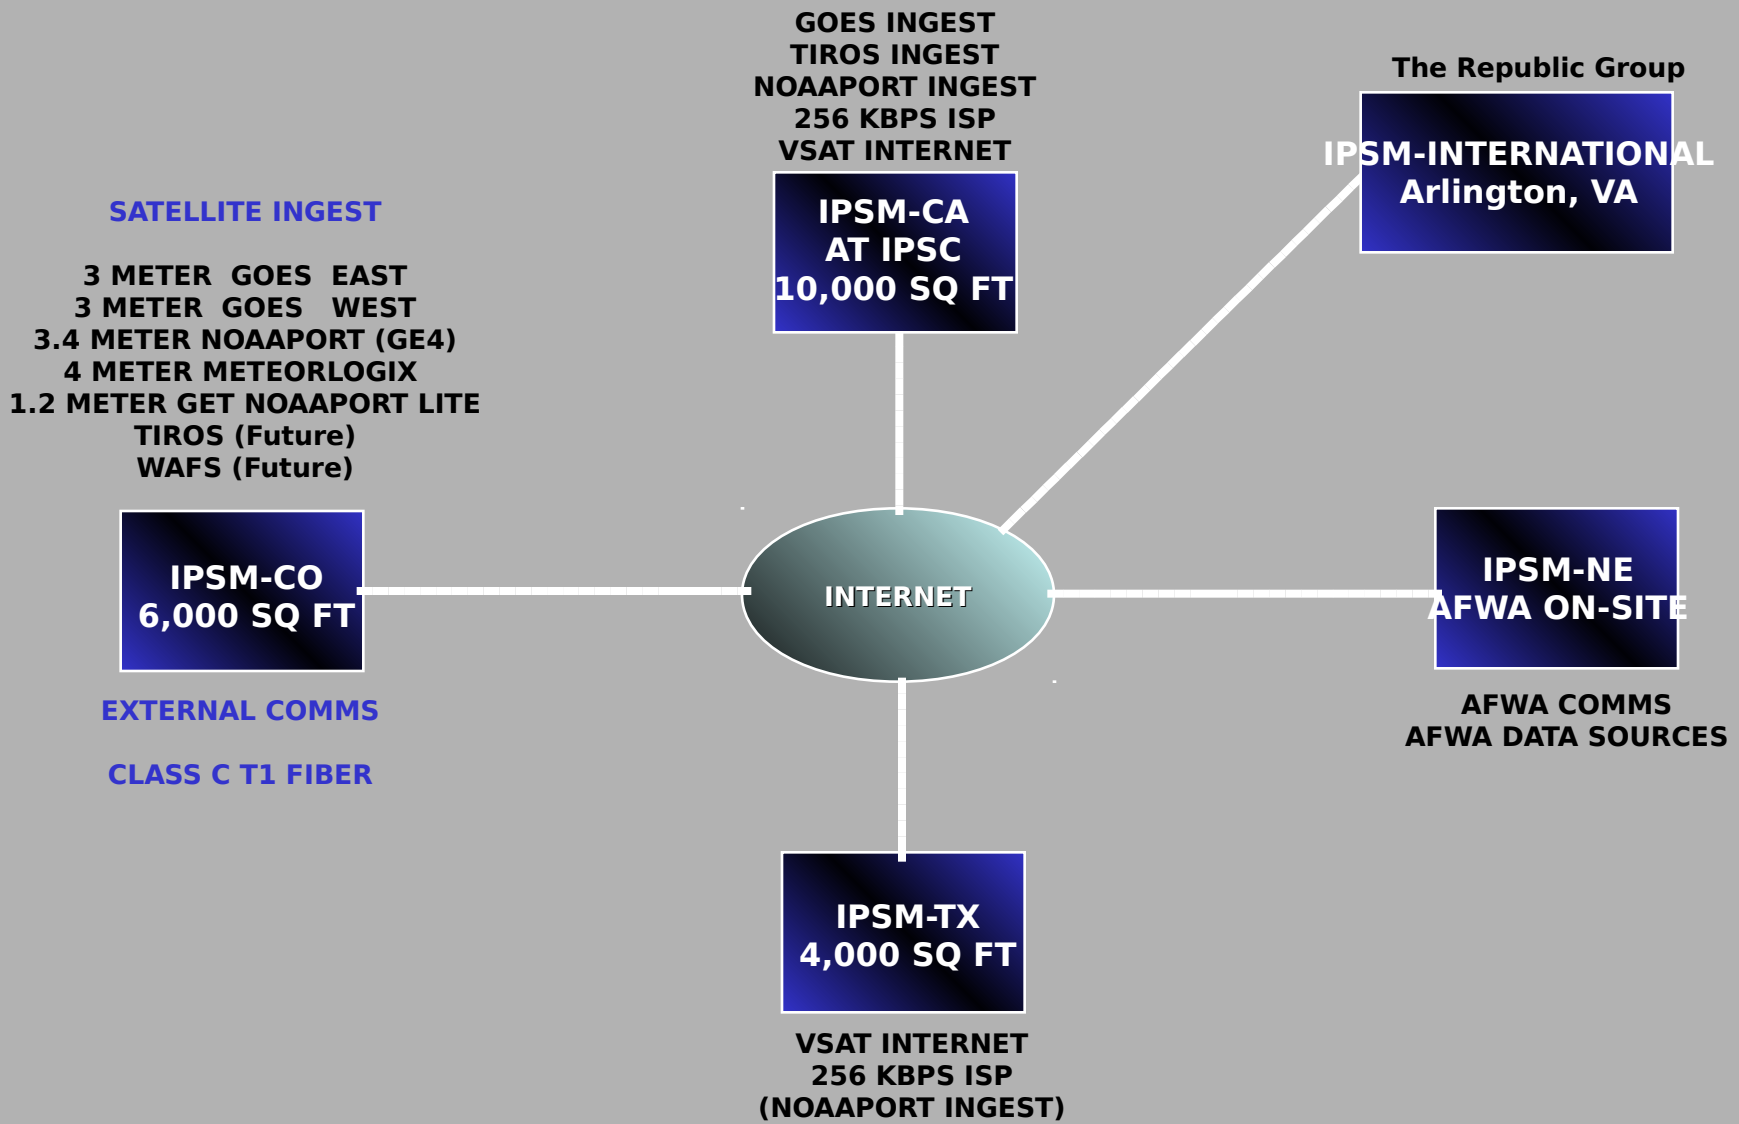 GOES INGEST
TIROS INGEST
NOAAPORT INGEST
256 KBPS ISP
VSAT INTERNET
IPSM-CA
AT IPSC
10,000 SQ FT
The Republic Group
IPSM-INTERNATIONAL
Arlington, VA
SATELLITE INGEST
3 METER GOES EAST
3 METER GOES WEST
3.4 METER NOAAPORT (GE4)
4 METER METEORLOGIX
1.2 METER GET NOAAPORT LITE
TIROS (Future)
WAFS (Future)
IPSM-CO
6,000 SQ FT
EXTERNAL COMMS
CLASS C T1 FIBER
INTERNET
IPSM-NE
AFWA ON-SITE
AFWA COMMS
AFWA DATA SOURCES
IPSM-TX
4,000 SQ FT
VSAT INTERNET
256 KBPS ISP
(NOAAPORT INGEST)